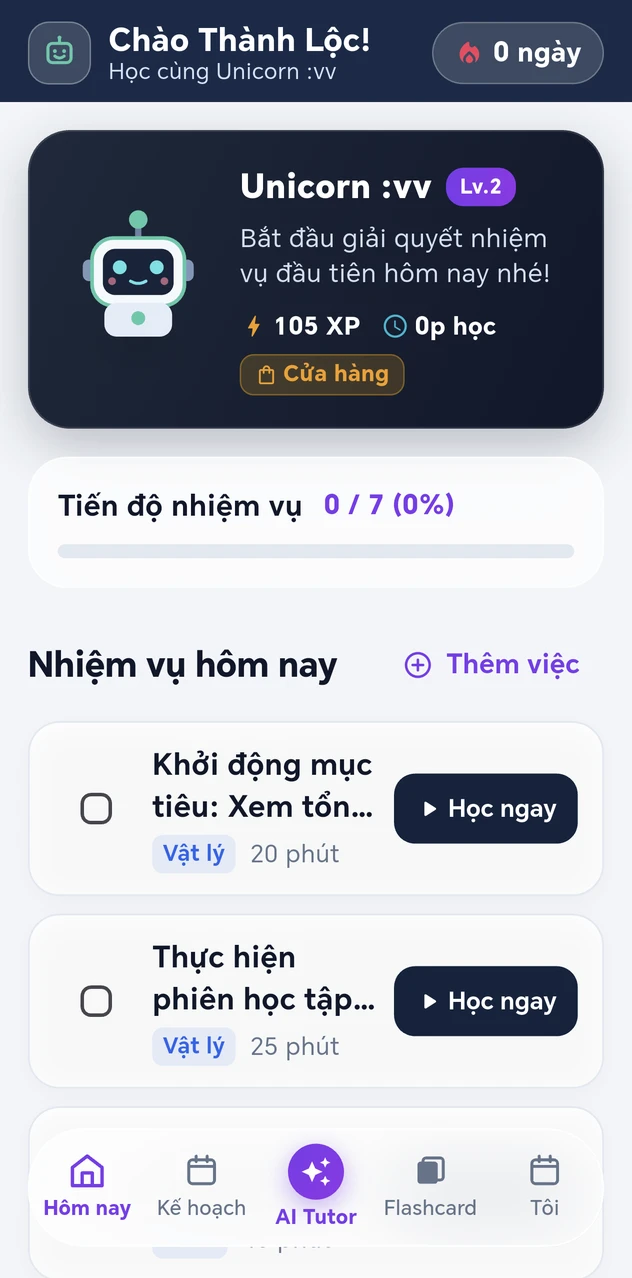 Chào Thành Lộc!
Học cùng Unicorn :vv
0 ngày
Unicorn :vv
Lv.2
Bắt đầu giải quyết nhiệm
vụ đầu tiên hôm nay nhé!
105 XP
0p học
Cửa hàng
Tiến độ nhiệm vụ
0 / 7 (0%)
Nhiệm vụ hôm nay
Thêm việc
Khởi động mục
tiêu: Xem tổn...
Học ngay
Vật lý
20 phút
Thực hiện
phiên học tập...
Học ngay
Vật lý
25 phút
Hôm nay
Kế hoạch
AI Tutor
Flashcard
Tôi